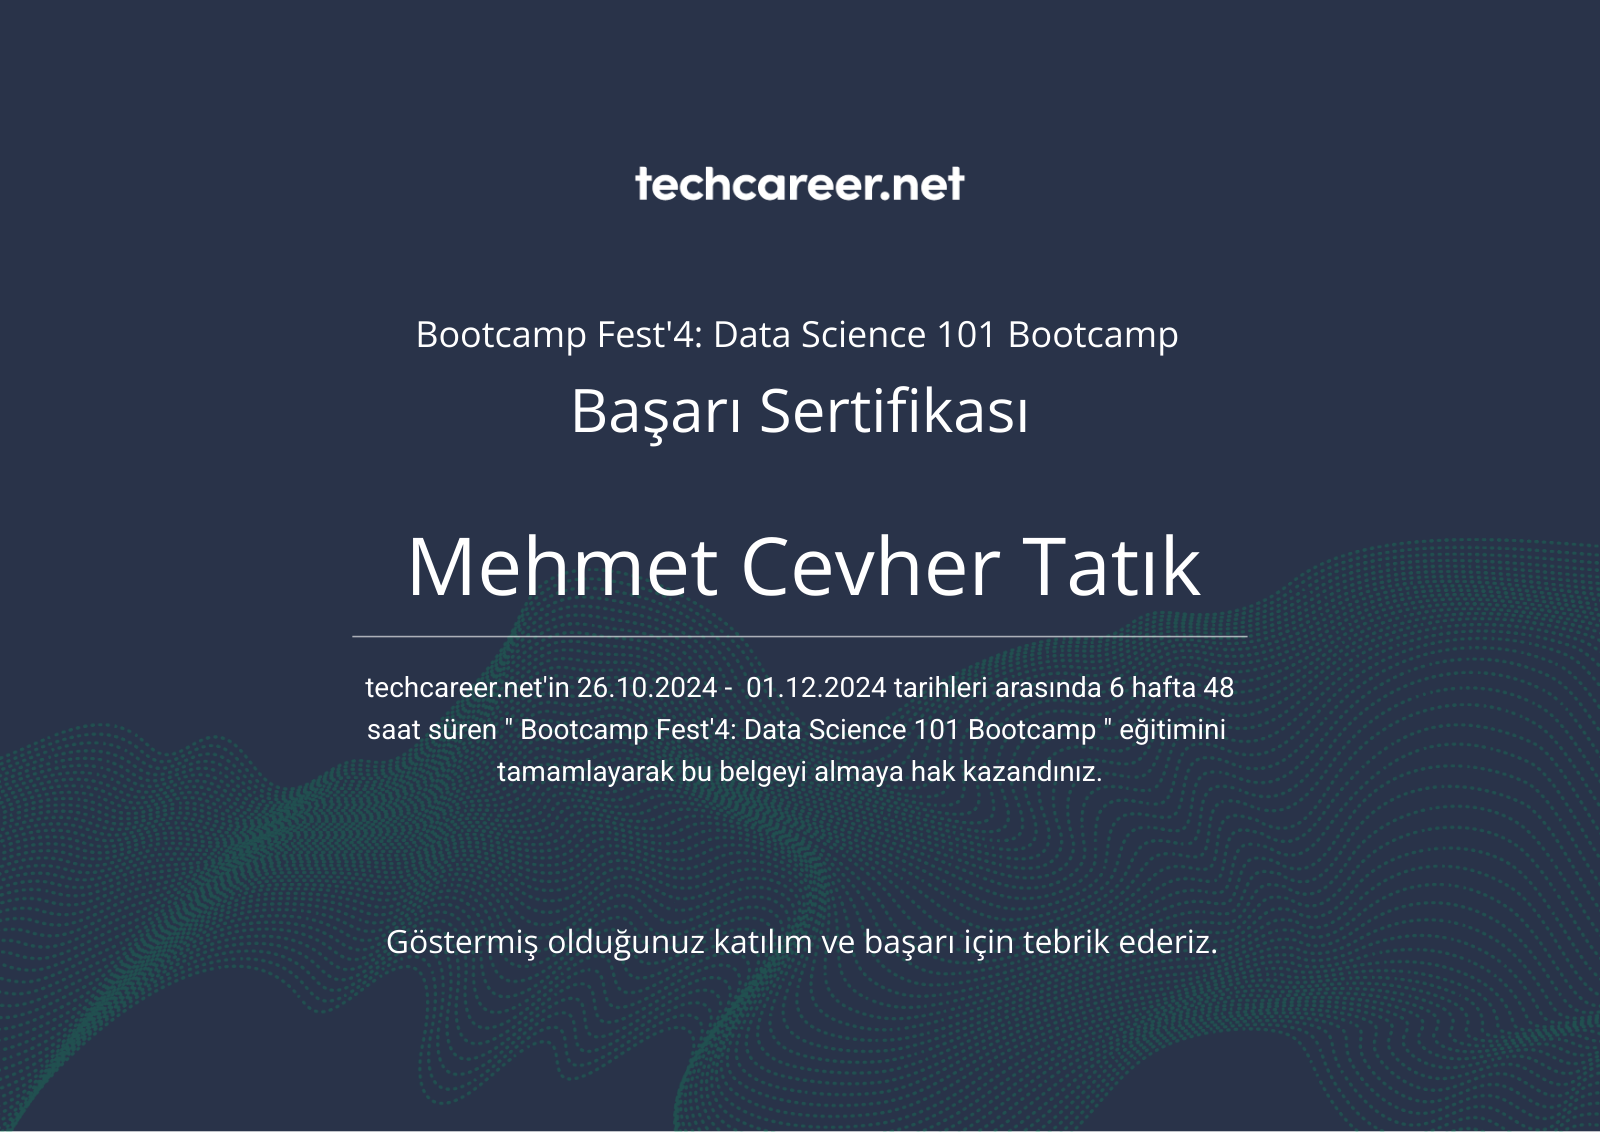 techcareer.net
Bootcamp Fest'4: Data Science 101 Bootcamp
Başarı Sertifikası
Mehmet Cevher Tatık
techcareer.net'in 26.10.2024 -  01.12.2024 tarihleri arasında 6 hafta 48
saat süren " Bootcamp Fest'4: Data Science 101 Bootcamp " eğitimini
tamamlayarak bu belgeyi almaya hak kazandınız.
Göstermiş olduğunuz katılım ve başarı için tebrik ederiz.